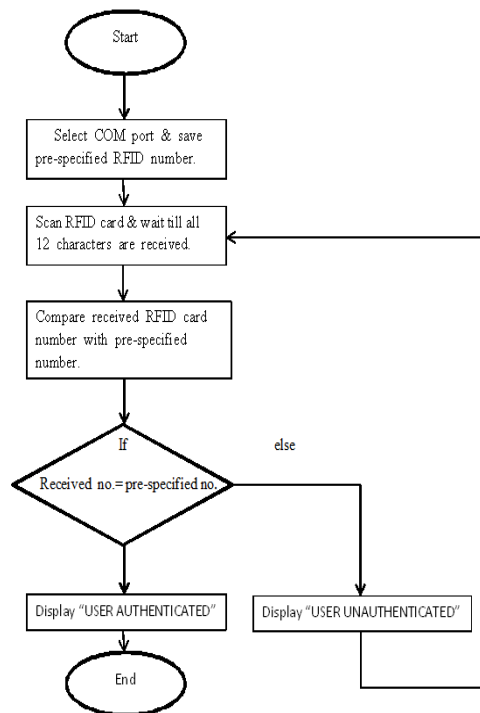 Start
Select COM port & save
pre-specified RFID number.
Scan RFID card & wait till all
12 characters are received.
Compare received RFID card
number with pre-specified
number.
If
else
Received no.= pre-specified no.
Display “USER AUTHENTICATED”
Display “USER UNAUTHENTICATED”
End